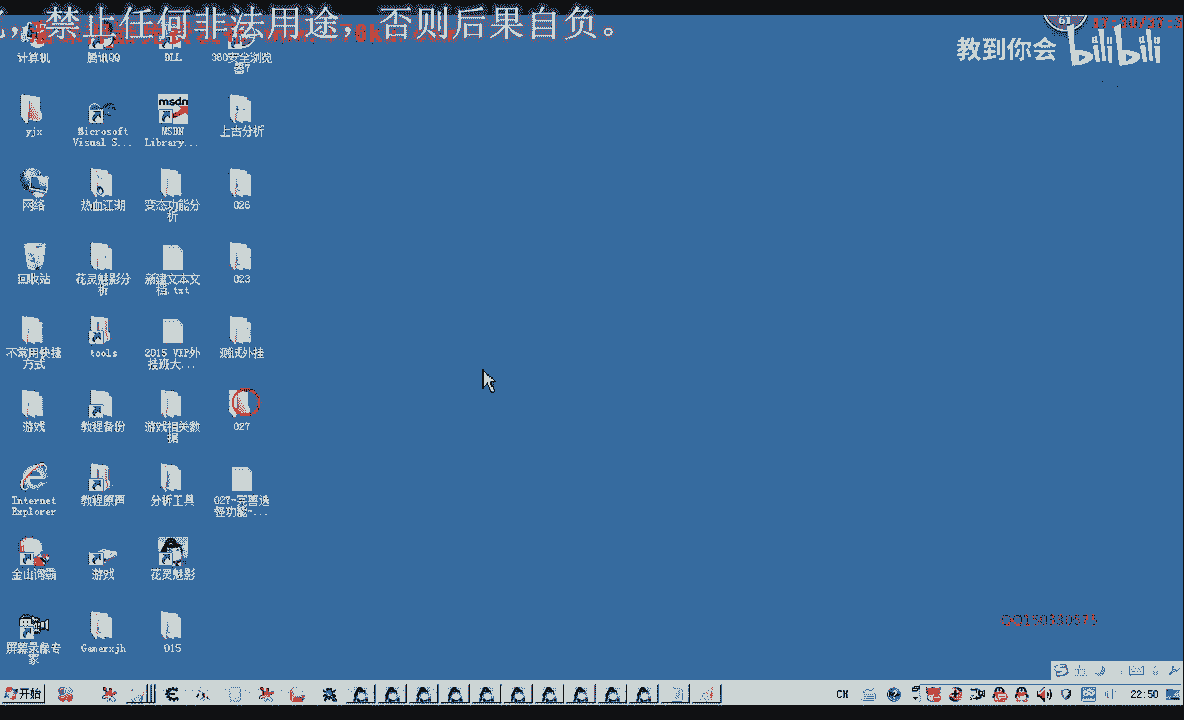 禁止任何非法用途，否则后果自负。
教到你会 bilibili
计算机
腾讯QQ
DLL
360安全浏览
器7
yjx
Microsoft
Visual S...
msdn
MSDN
Library...
上古分析
网络
热血江湖
变态功能分
析
026
回收站
花灵魅影分
析
新建文本文
档.txt
023
不常用快捷
方式
tools
2015 VIP外
挂班大...
测试外挂
游戏
教程备份
游戏相关数
据
027
Internet
Explorer
教程原声
分析工具
027-完善选
怪功能-...
金山词霸
游戏
花灵魅影
屏幕录像专
家
Gamerxjh
015
开始
CH
22:50